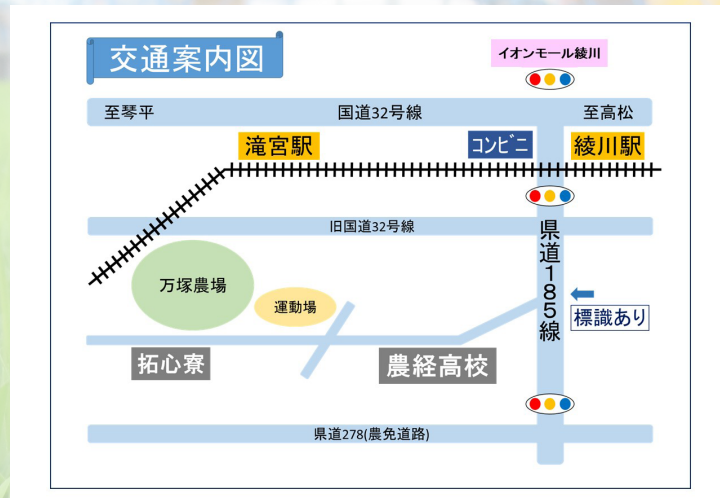 交通案内図
イオンモール綾川
至琴平
国道32号線
至高松
滝宮駅
コンビニ
綾川駅
旧国道32号線
県道185線
万塚農場
運動場
標識あり
拓心寮
農経高校
県道278(農免道路)